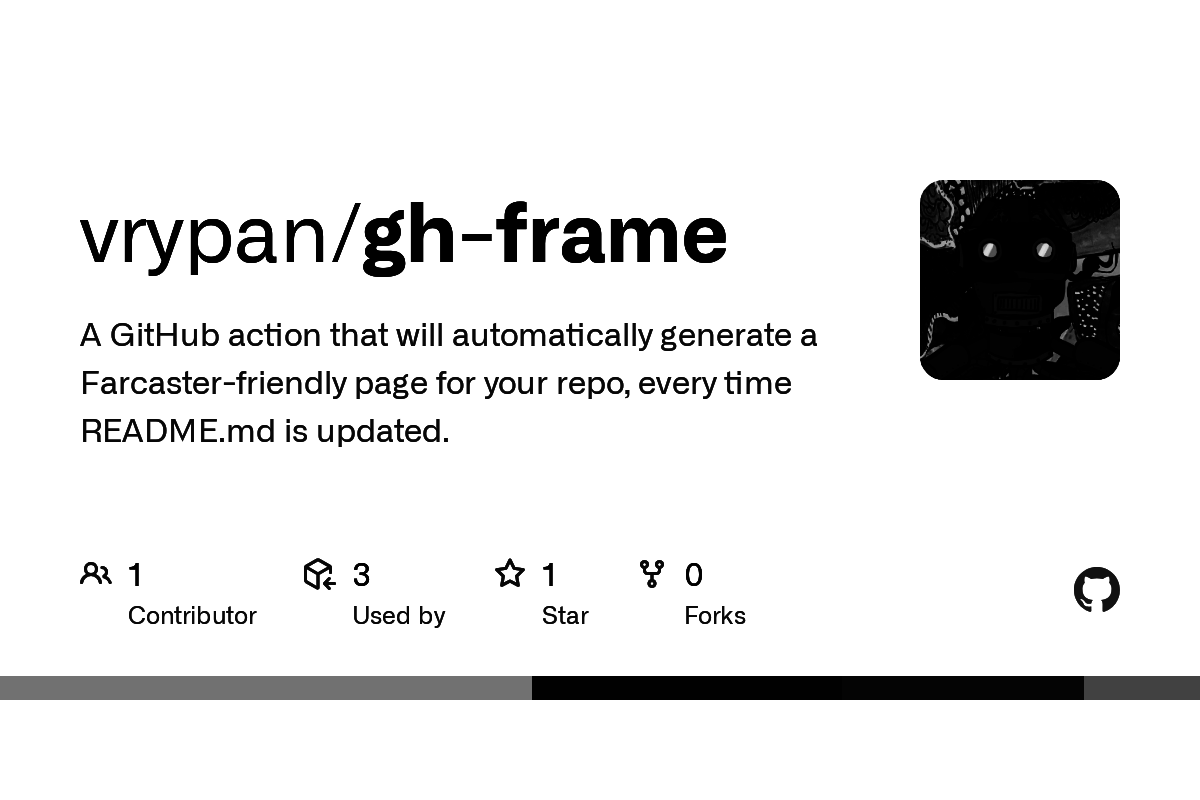 vrypan/gh-frame
A GitHub action that will automatically generate a
Farcaster-friendly page for your repo, every time
README.md is updated.
1
Contributor
3
Used by
1
Star
0
Forks